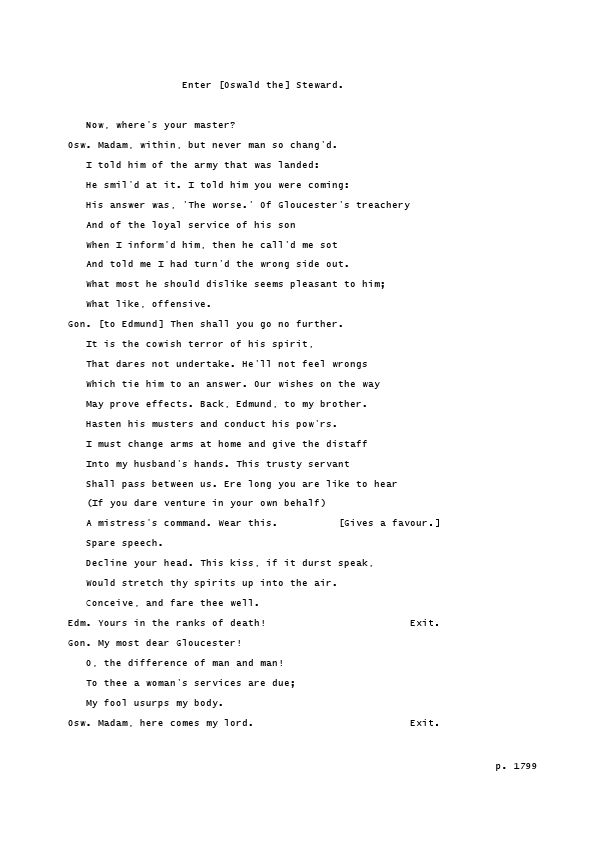 Enter [Oswald the] Steward.
Now, where's your master?
Osw. Madam, within, but never man so chang'd.
I told him of the army that was landed:
He smil'd at it. I told him you were coming:
His answer was, 'The worse.' Of Gloucester's treachery
And of the loyal service of his son
When I inform'd him, then he call'd me sot
And told me I had turn'd the wrong side out.
What most he should dislike seems pleasant to him;
What like, offensive.
Gon. [to Edmund] Then shall you go no further.
It is the cowish terror of his spirit,
That dares not undertake. He'll not feel wrongs
Which tie him to an answer. Our wishes on the way
May prove effects. Back, Edmund, to my brother.
Hasten his musters and conduct his pow'rs.
I must change arms at home and give the distaff
Into my husband's hands. This trusty servant
Shall pass between us. Ere long you are like to hear
(If you dare venture in your own behalf)
A mistress's command. Wear this. [Gives a favour.]
Spare speech.
Decline your head. This kiss, if it durst speak,
Would stretch thy spirits up into the air.
Conceive, and fare thee well.
Edm. Yours in the ranks of death! Exit.
Gon. My most dear Gloucester!
O, the difference of man and man!
To thee a woman's services are due;
My fool usurps my body.
Osw. Madam, here comes my lord. Exit.
p. 1799